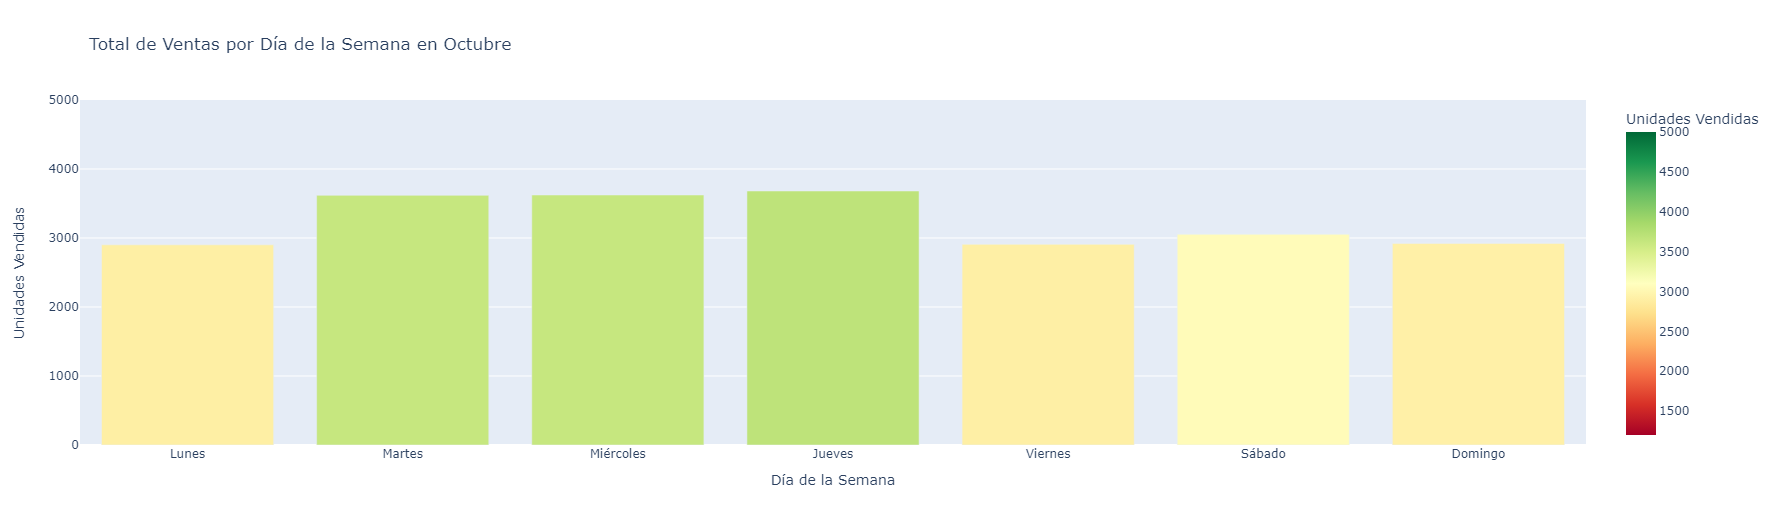 Total de Ventas por Día de la Semana en Octubre
Unidades Vendidas
5000
4000
3000
2000
1000
0
Lunes
Martes
Miércoles
Jueves
Viernes
Sábado
Domingo
Día de la Semana
Unidades Vendidas
5000
4500
4000
3500
3000
2500
2000
1500